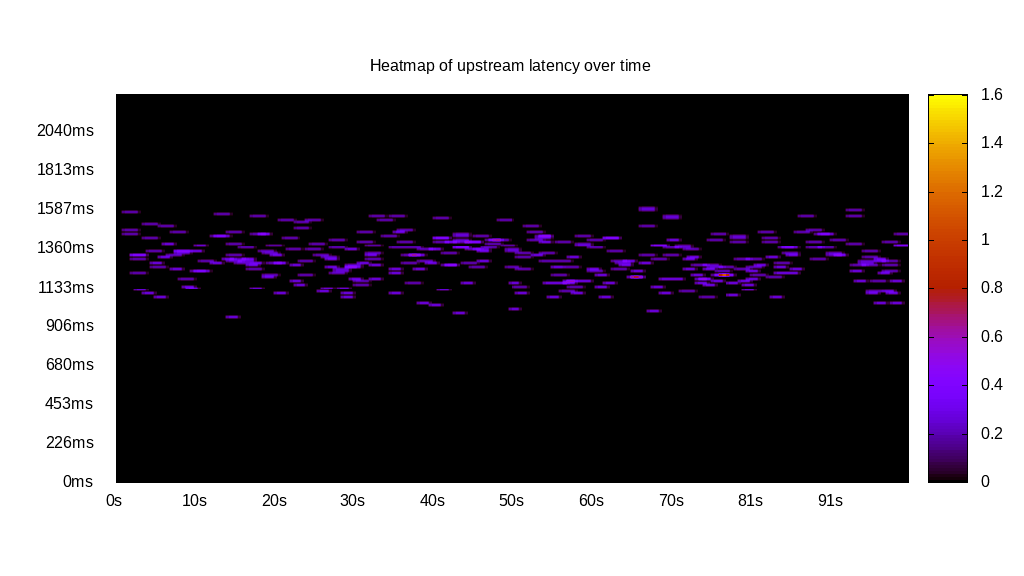 Heatmap of upstream latency over time
2040ms
1813ms
1587ms
1360ms
1133ms
906ms
680ms
453ms
226ms
0ms
0s 10s 20s 30s 40s 50s 60s 70s 81s 91s
1.6
1.4
1.2
1
0.8
0.6
0.4
0.2
0